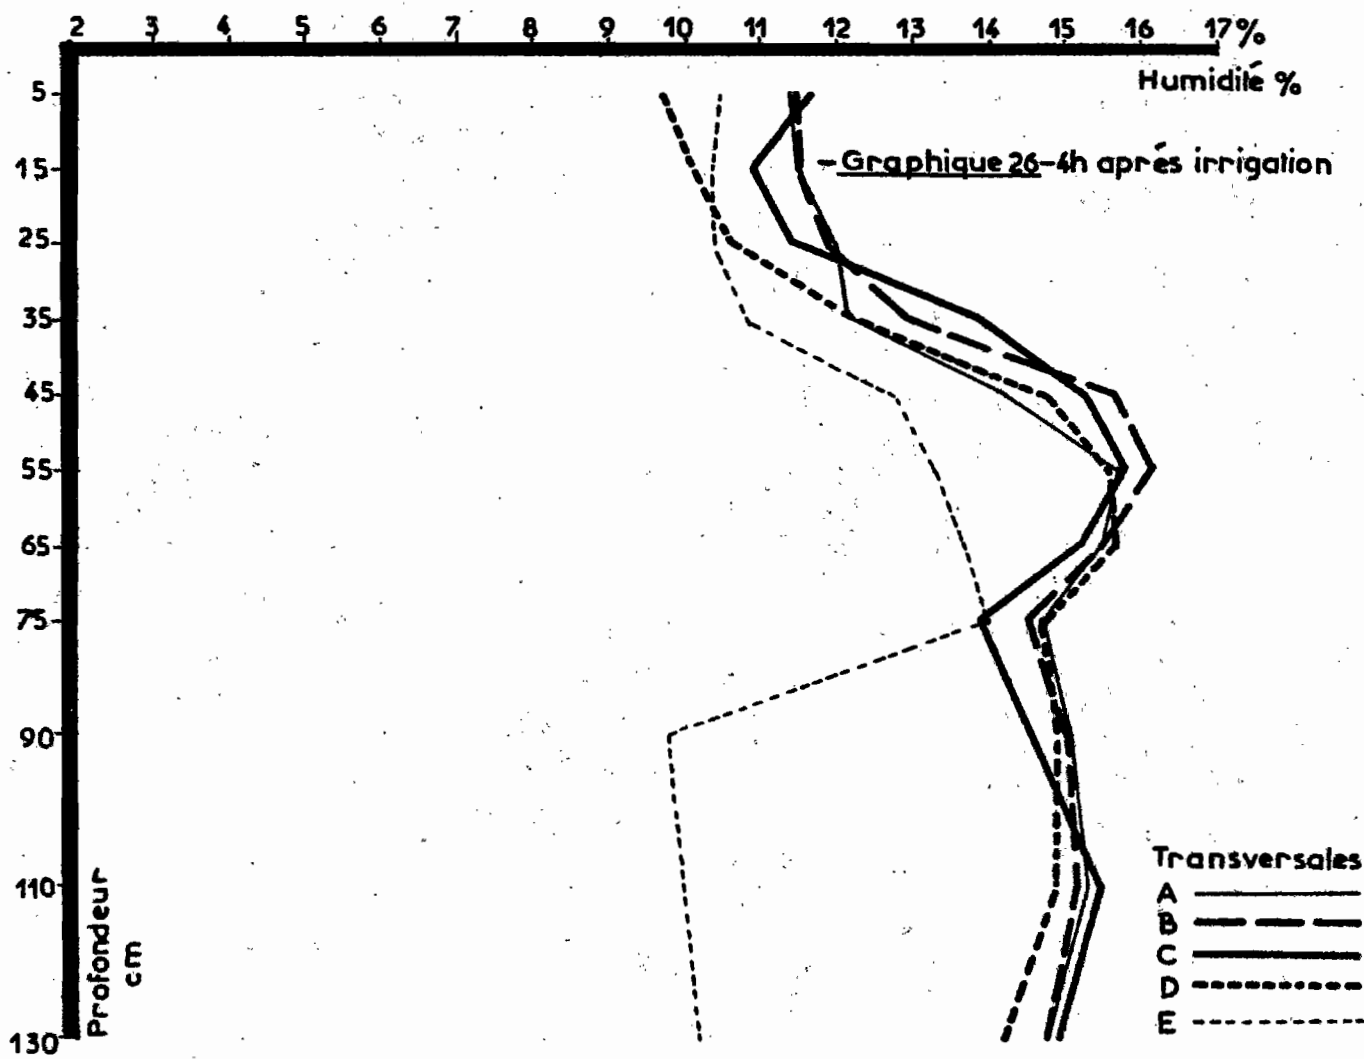 2 3 4 5 6 7 8 9 10 11 12 13 14 15 16 17%
Humidité %
5
- Graphique 26-4h aprés irrigation
15
25
35
45
55
65
75
90
110
130
Profondeur
cm
Transversales
A
B
C
D
E